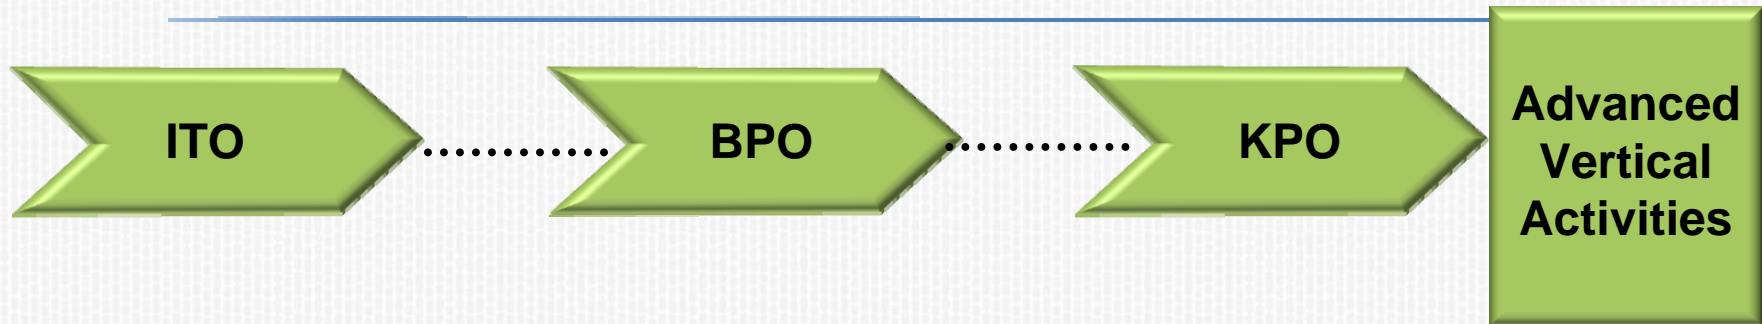 ITO
BPO
KPO
Advanced
Vertical
Activities